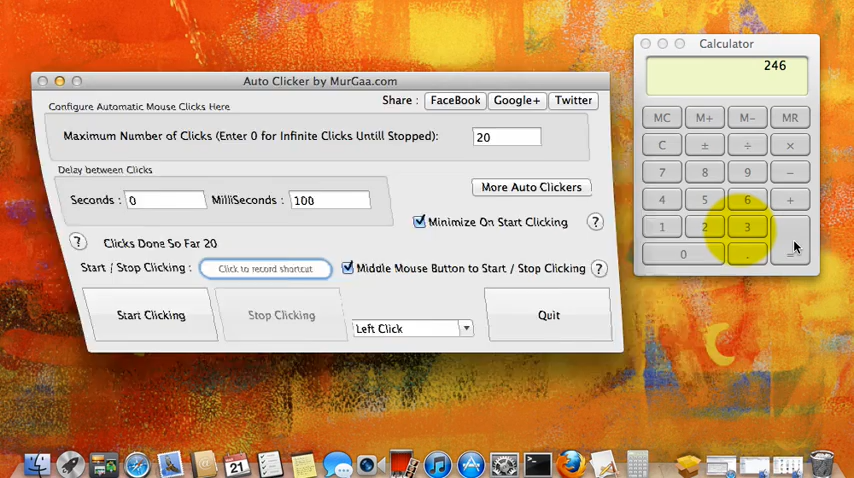 Auto Clicker by MurGaa.com
Configure Automatic Mouse Clicks Here
Share : FaceBook Google+ Twitter
Maximum Number of Clicks (Enter 0 for Infinite Clicks Untill Stopped): 20
Delay between Clicks
Seconds : 0 MilliSeconds : 100
More Auto Clickers
Minimize On Start Clicking ?
? Clicks Done So Far 20
Start / Stop Clicking : Click to record shortcut Middle Mouse Button to Start / Stop Clicking ?
Start Clicking Stop Clicking Left Click Quit
Calculator
246
MC M+ M- MR
C ± ÷ ×
7 8 9 −
4 5 6 +
1 2 3 =
0 .
21